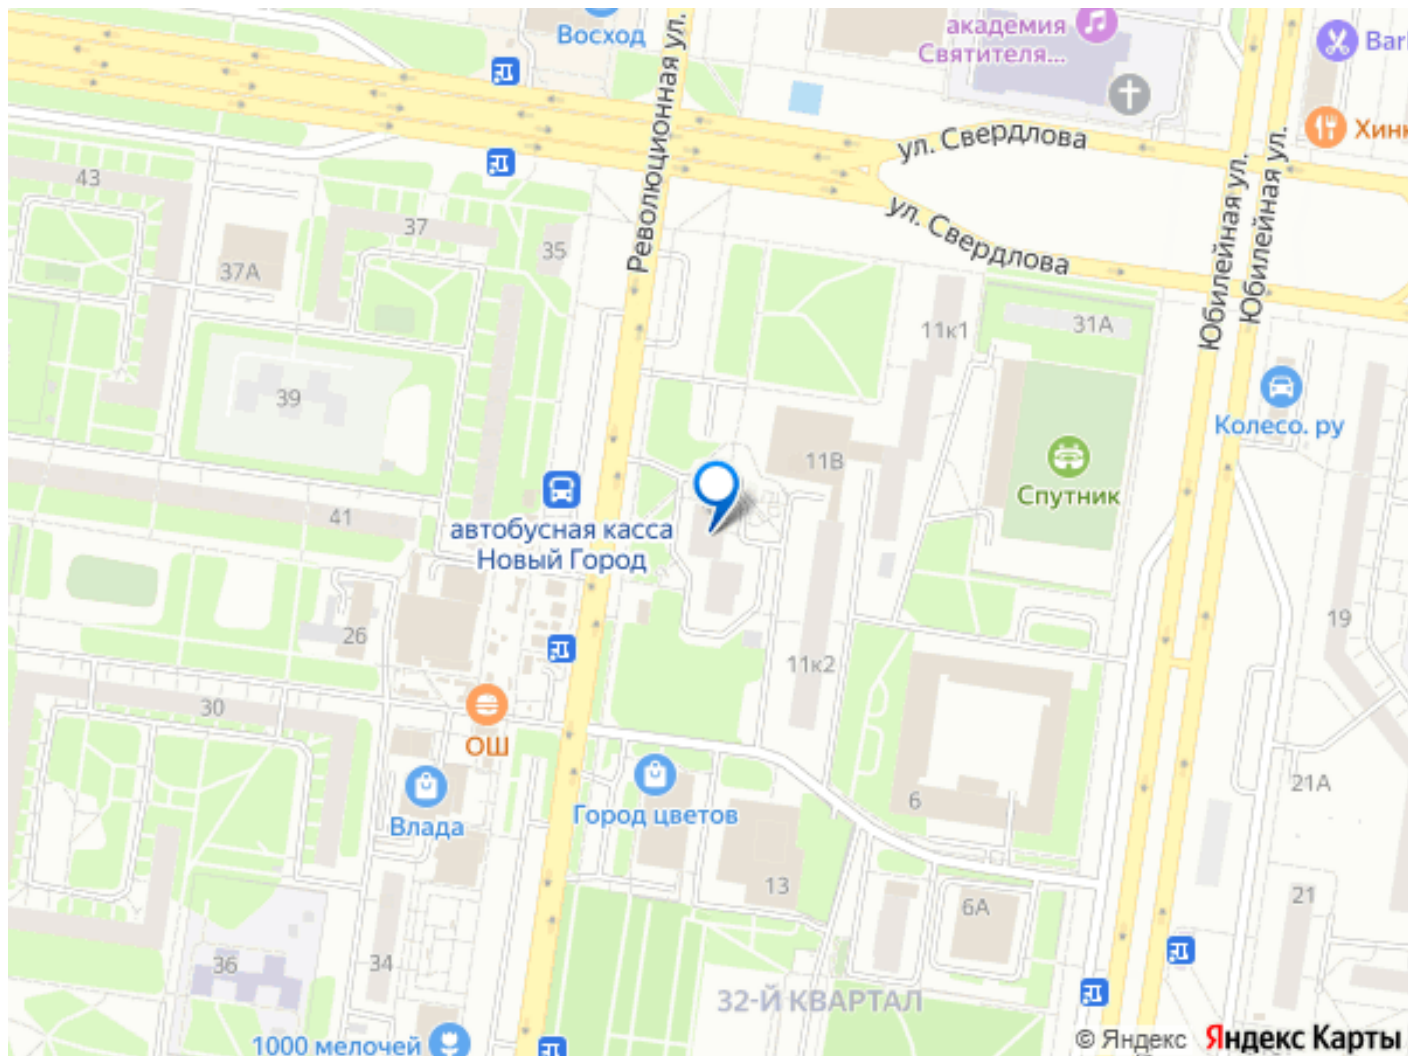 Восход
академия
Святителя...
Barl
Хинк
ул. Свердлова
Революционная ул.
Юбилейная ул.
Юбилейная ул.
ул. Свердлова
43
37
37А
35
11к1
31А
39
Колесо. ру
11В
Спутник
41
автобусная касса
Новый Город
26
19
11к2
30
ОШ
21А
6
Город цветов
Влада
13
6А
21
36
34
32-Й КВАРТАЛ
1000 мелочей
© Яндекс Яндекс Карты